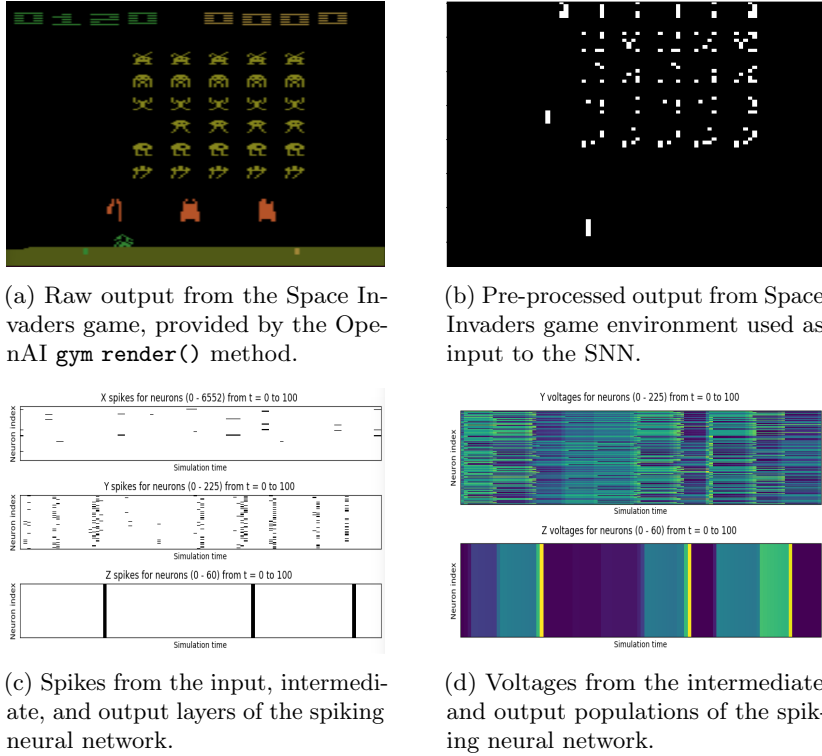 0120 0000
(a) Raw output from the Space In-
vaders game, provided by the Ope-
nAI gym render() method.
(b) Pre-processed output from Space
Invaders game environment used as
input to the SNN.
X spikes for neurons (0 - 6552) from t = 0 to 100
Neuron index
Simulation time
Y spikes for neurons (0 - 225) from t = 0 to 100
Neuron index
Simulation time
Z spikes for neurons (0 - 60) from t = 0 to 100
Neuron index
Simulation time
Y voltages for neurons (0 - 225) from t = 0 to 100
Neuron index
Simulation time
Z voltages for neurons (0 - 60) from t = 0 to 100
Neuron index
Simulation time
(c) Spikes from the input, intermedi-
ate, and output layers of the spiking
neural network.
(d) Voltages from the intermediate
and output populations of the spik-
ing neural network.